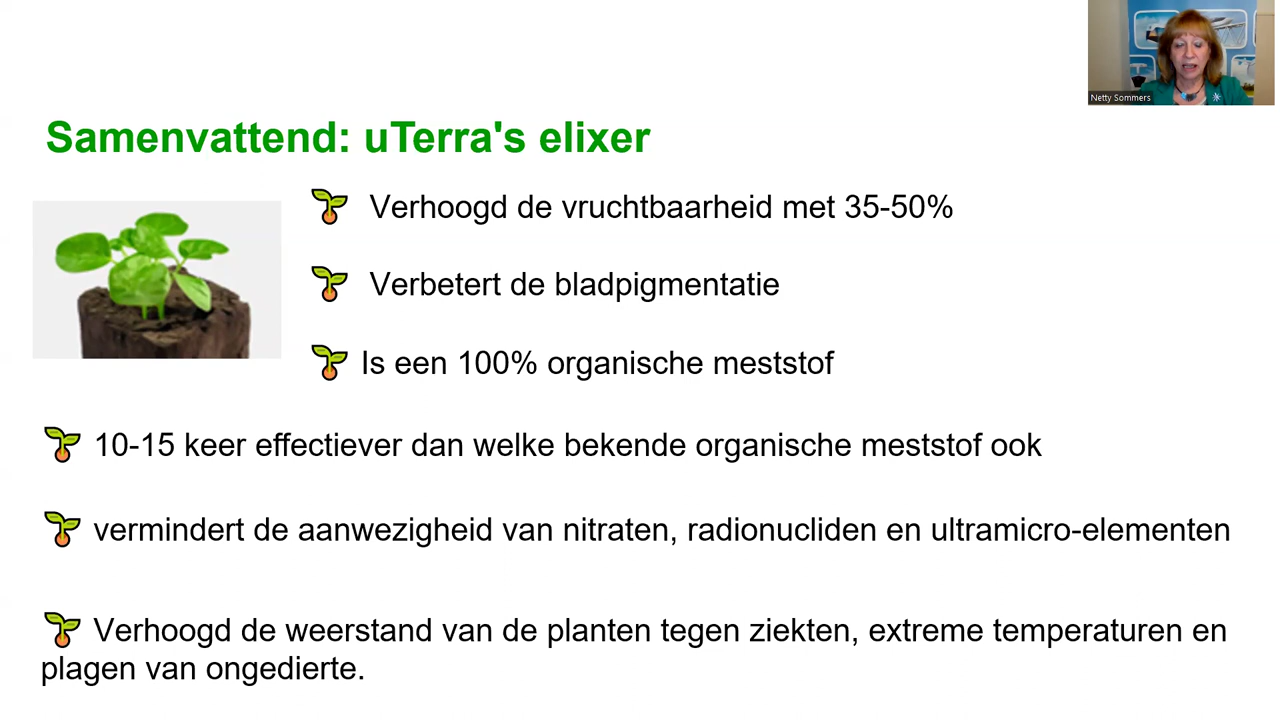 Netty Sommers
Samenvattend: uTerra's elixer
Verhoogd de vruchtbaarheid met 35-50%
Verbetert de bladpigmentatie
Is een 100% organische meststof
10-15 keer effectiever dan welke bekende organische meststof ook
vermindert de aanwezigheid van nitraten, radionucliden en ultramicro-elementen
Verhoogd de weerstand van de planten tegen ziekten, extreme temperaturen en
plagen van ongedierte.